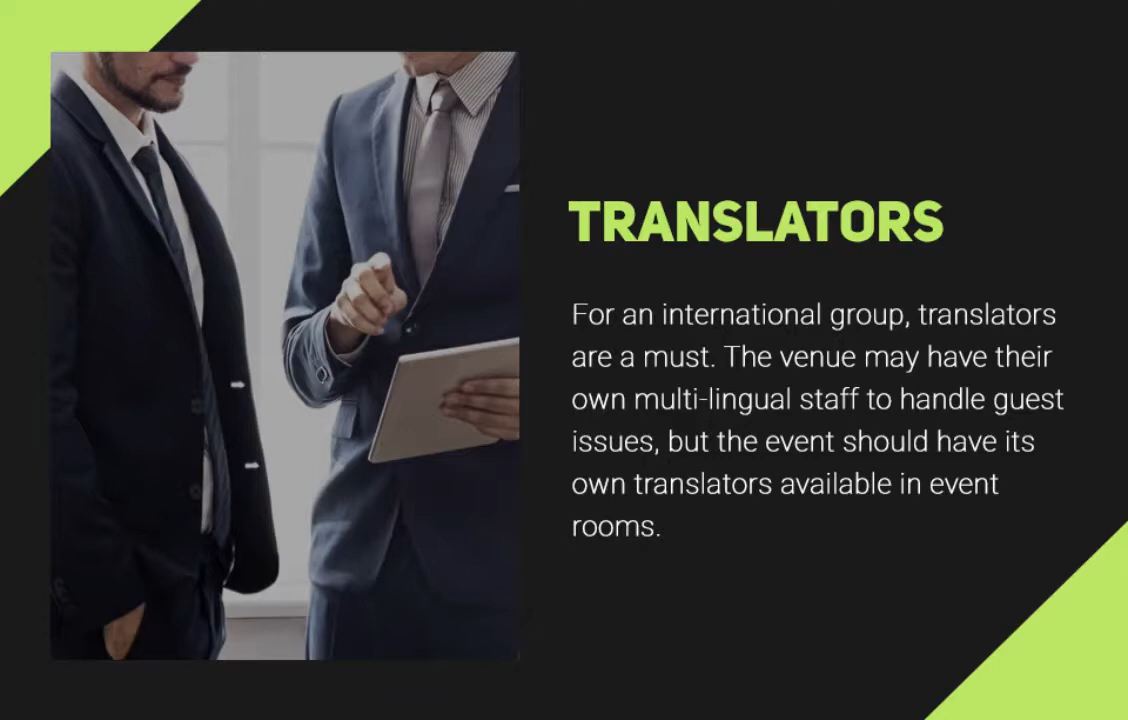 TRANSLATORS
For an international group, translators
are a must. The venue may have their
own multi-lingual staff to handle guest
issues, but the event should have its
own translators available in event
rooms.